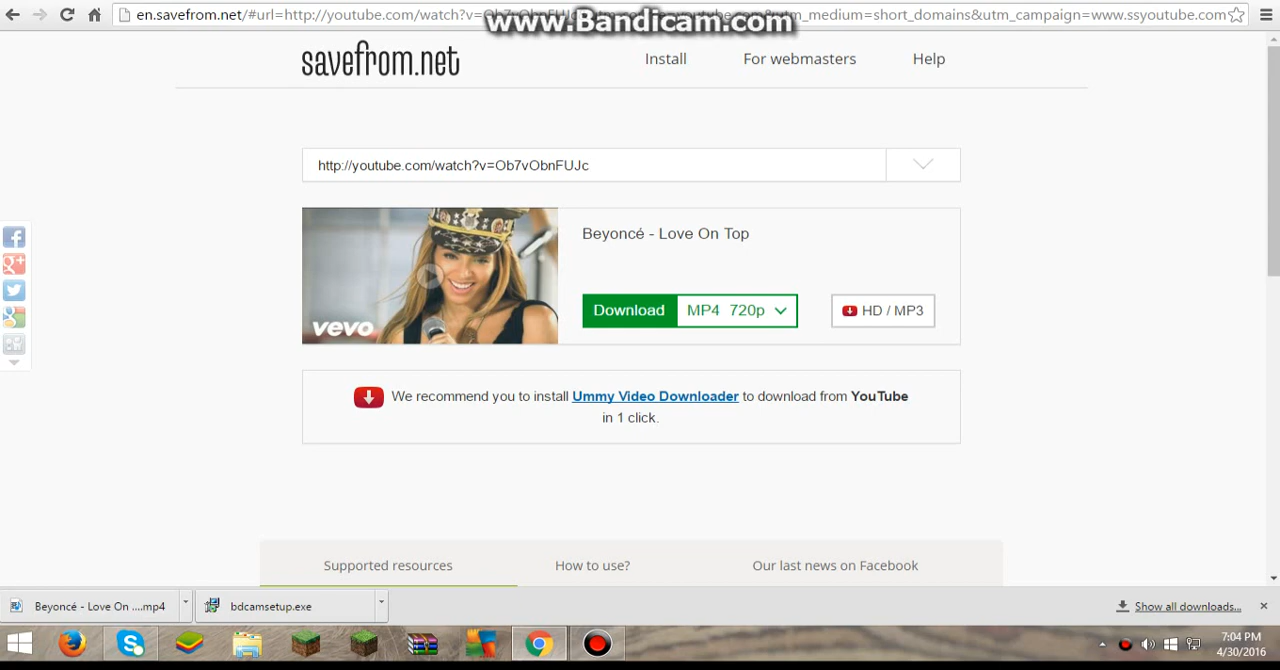 www.Bandicam.com
en.savefrom.net/#url=http://youtube.com/watch?v=
_medium=short_domains&utm_campaign=www.ssyoutube.com
savefrom.net
Install
For webmasters
Help
http://youtube.com/watch?v=Ob7vObnFUJc
Beyoncé - Love On Top
vevo
Download
MP4 720p
HD / MP3
We recommend you to install Ummy Video Downloader to download from YouTube
in 1 click.
Supported resources
How to use?
Our last news on Facebook
Beyoncé - Love On ....mp4
bdcamsetup.exe
Show all downloads...
7:04 PM
4/30/2016